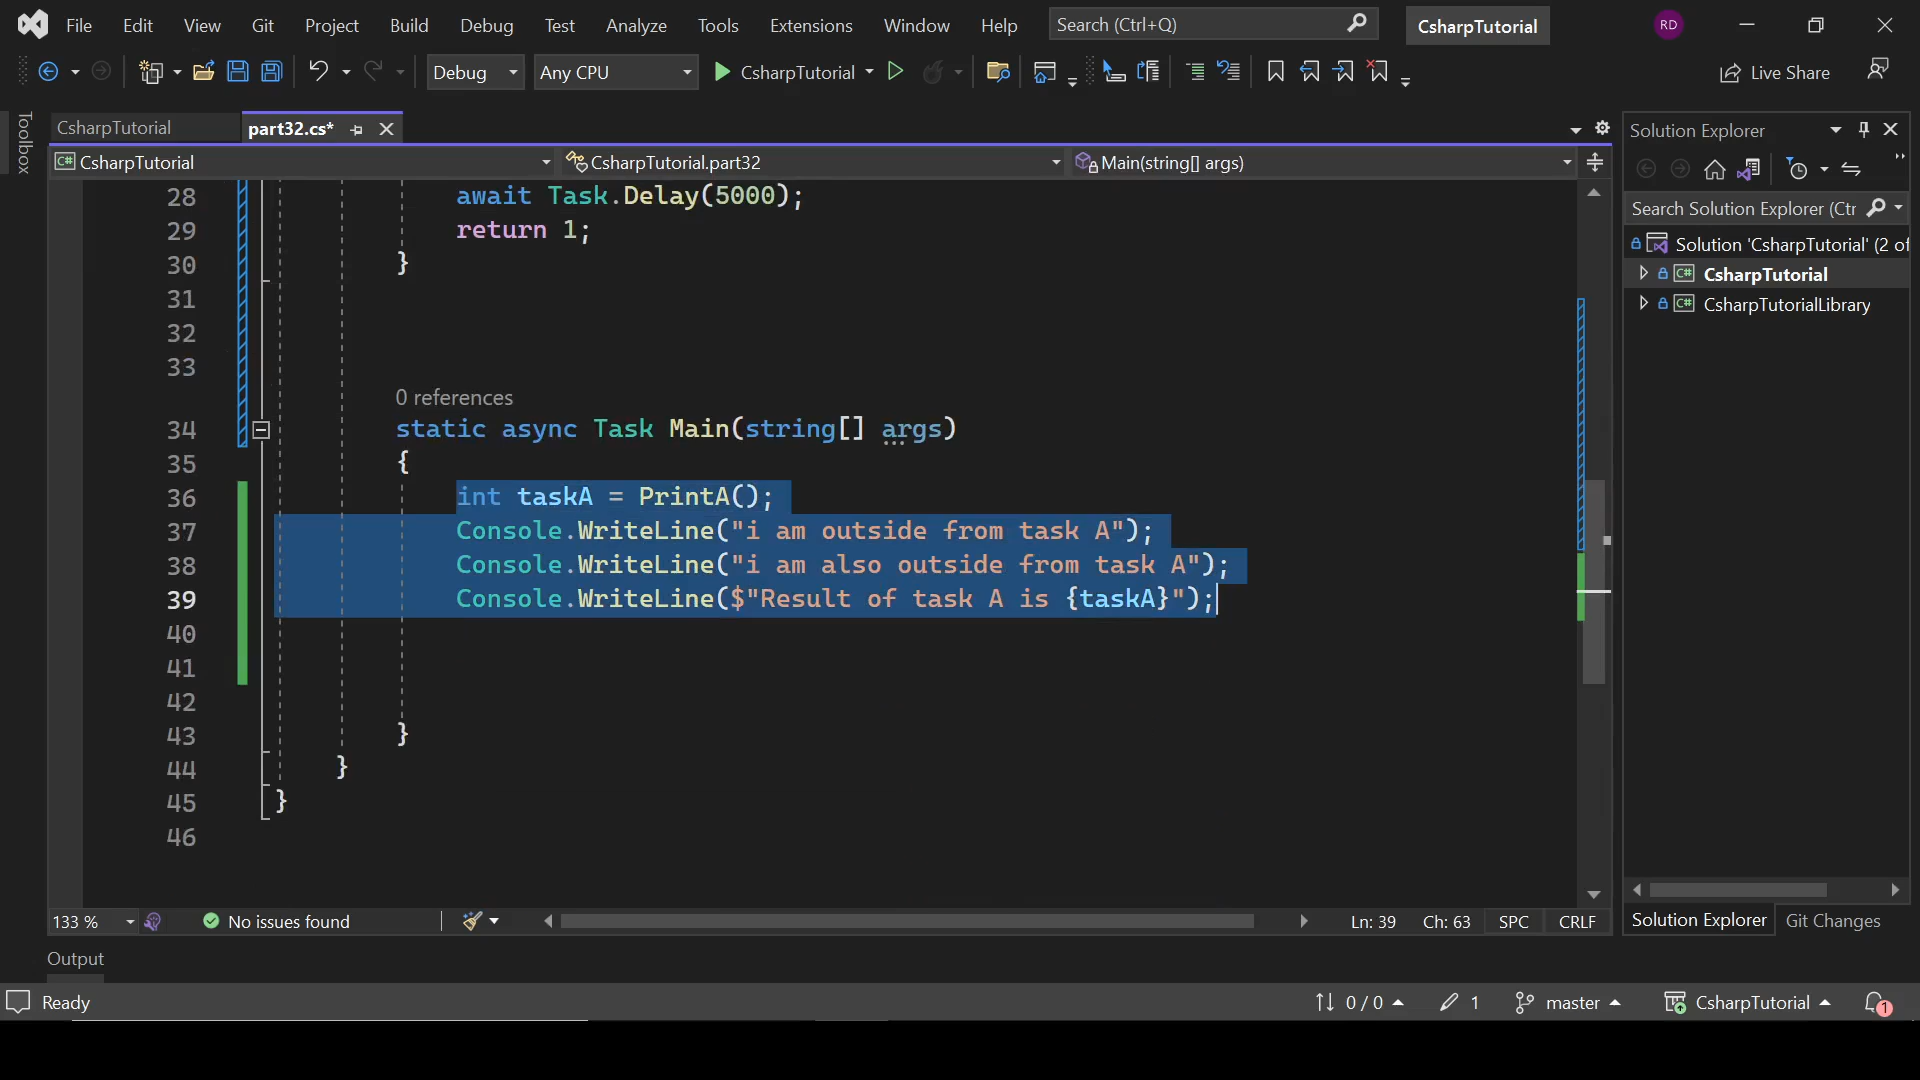 File Edit View Git Project Build Debug Test Analyze Tools Extensions Window Help Search (Ctrl+Q) CsharpTutorial RD
Debug Any CPU CsharpTutorial Live Share
Toolbox
CsharpTutorial part32.cs*
C# CsharpTutorial CsharpTutorial.part32 Main(string[] args)
28 await Task.Delay(5000);
29 return 1;
30 }
31
32
33
0 references
34 static async Task Main(string[] args)
35 {
36 int taskA = PrintA();
37 Console.WriteLine("i am outside from task A");
38 Console.WriteLine("i am also outside from task A");
39 Console.WriteLine($"Result of task A is {taskA}");
40
41
42
43 }
44 }
45 }
46
133 % No issues found Ln: 39 Ch: 63 SPC CRLF
Solution Explorer
Search Solution Explorer (Ctr
Solution 'CsharpTutorial' (2 of
C# CsharpTutorial
C# CsharpTutorialLibrary
Solution Explorer Git Changes
Output
Ready 0 / 0 1 master CsharpTutorial 1